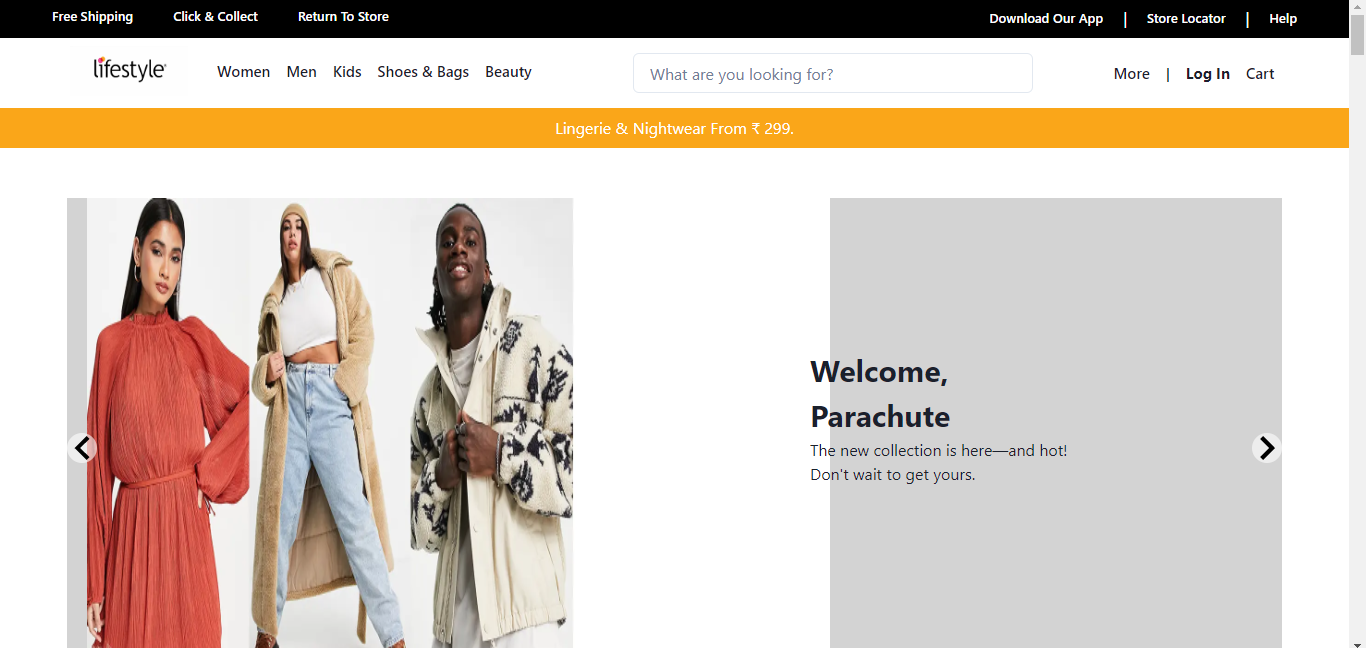 Free Shipping Click & Collect Return To Store Download Our App | Store Locator | Help
lifestyle Women Men Kids Shoes & Bags Beauty What are you looking for? More | Log In Cart
Lingerie & Nightwear From ₹ 299.
Welcome,
Parachute
The new collection is here—and hot!
Don't wait to get yours.